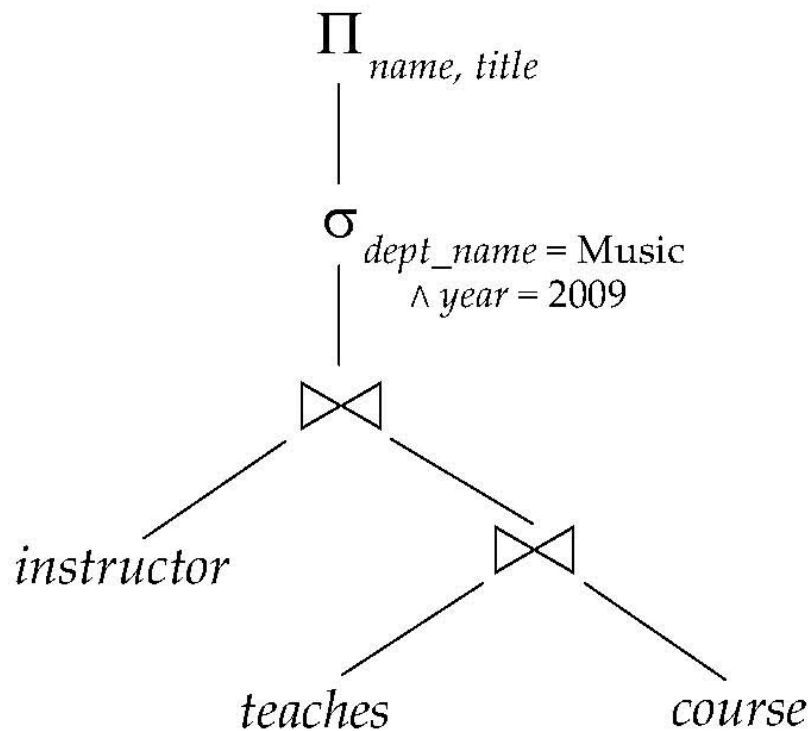 Π name, title
σ dept_name = Music
∧ year = 2009
⋈
instructor
⋈
teaches
course